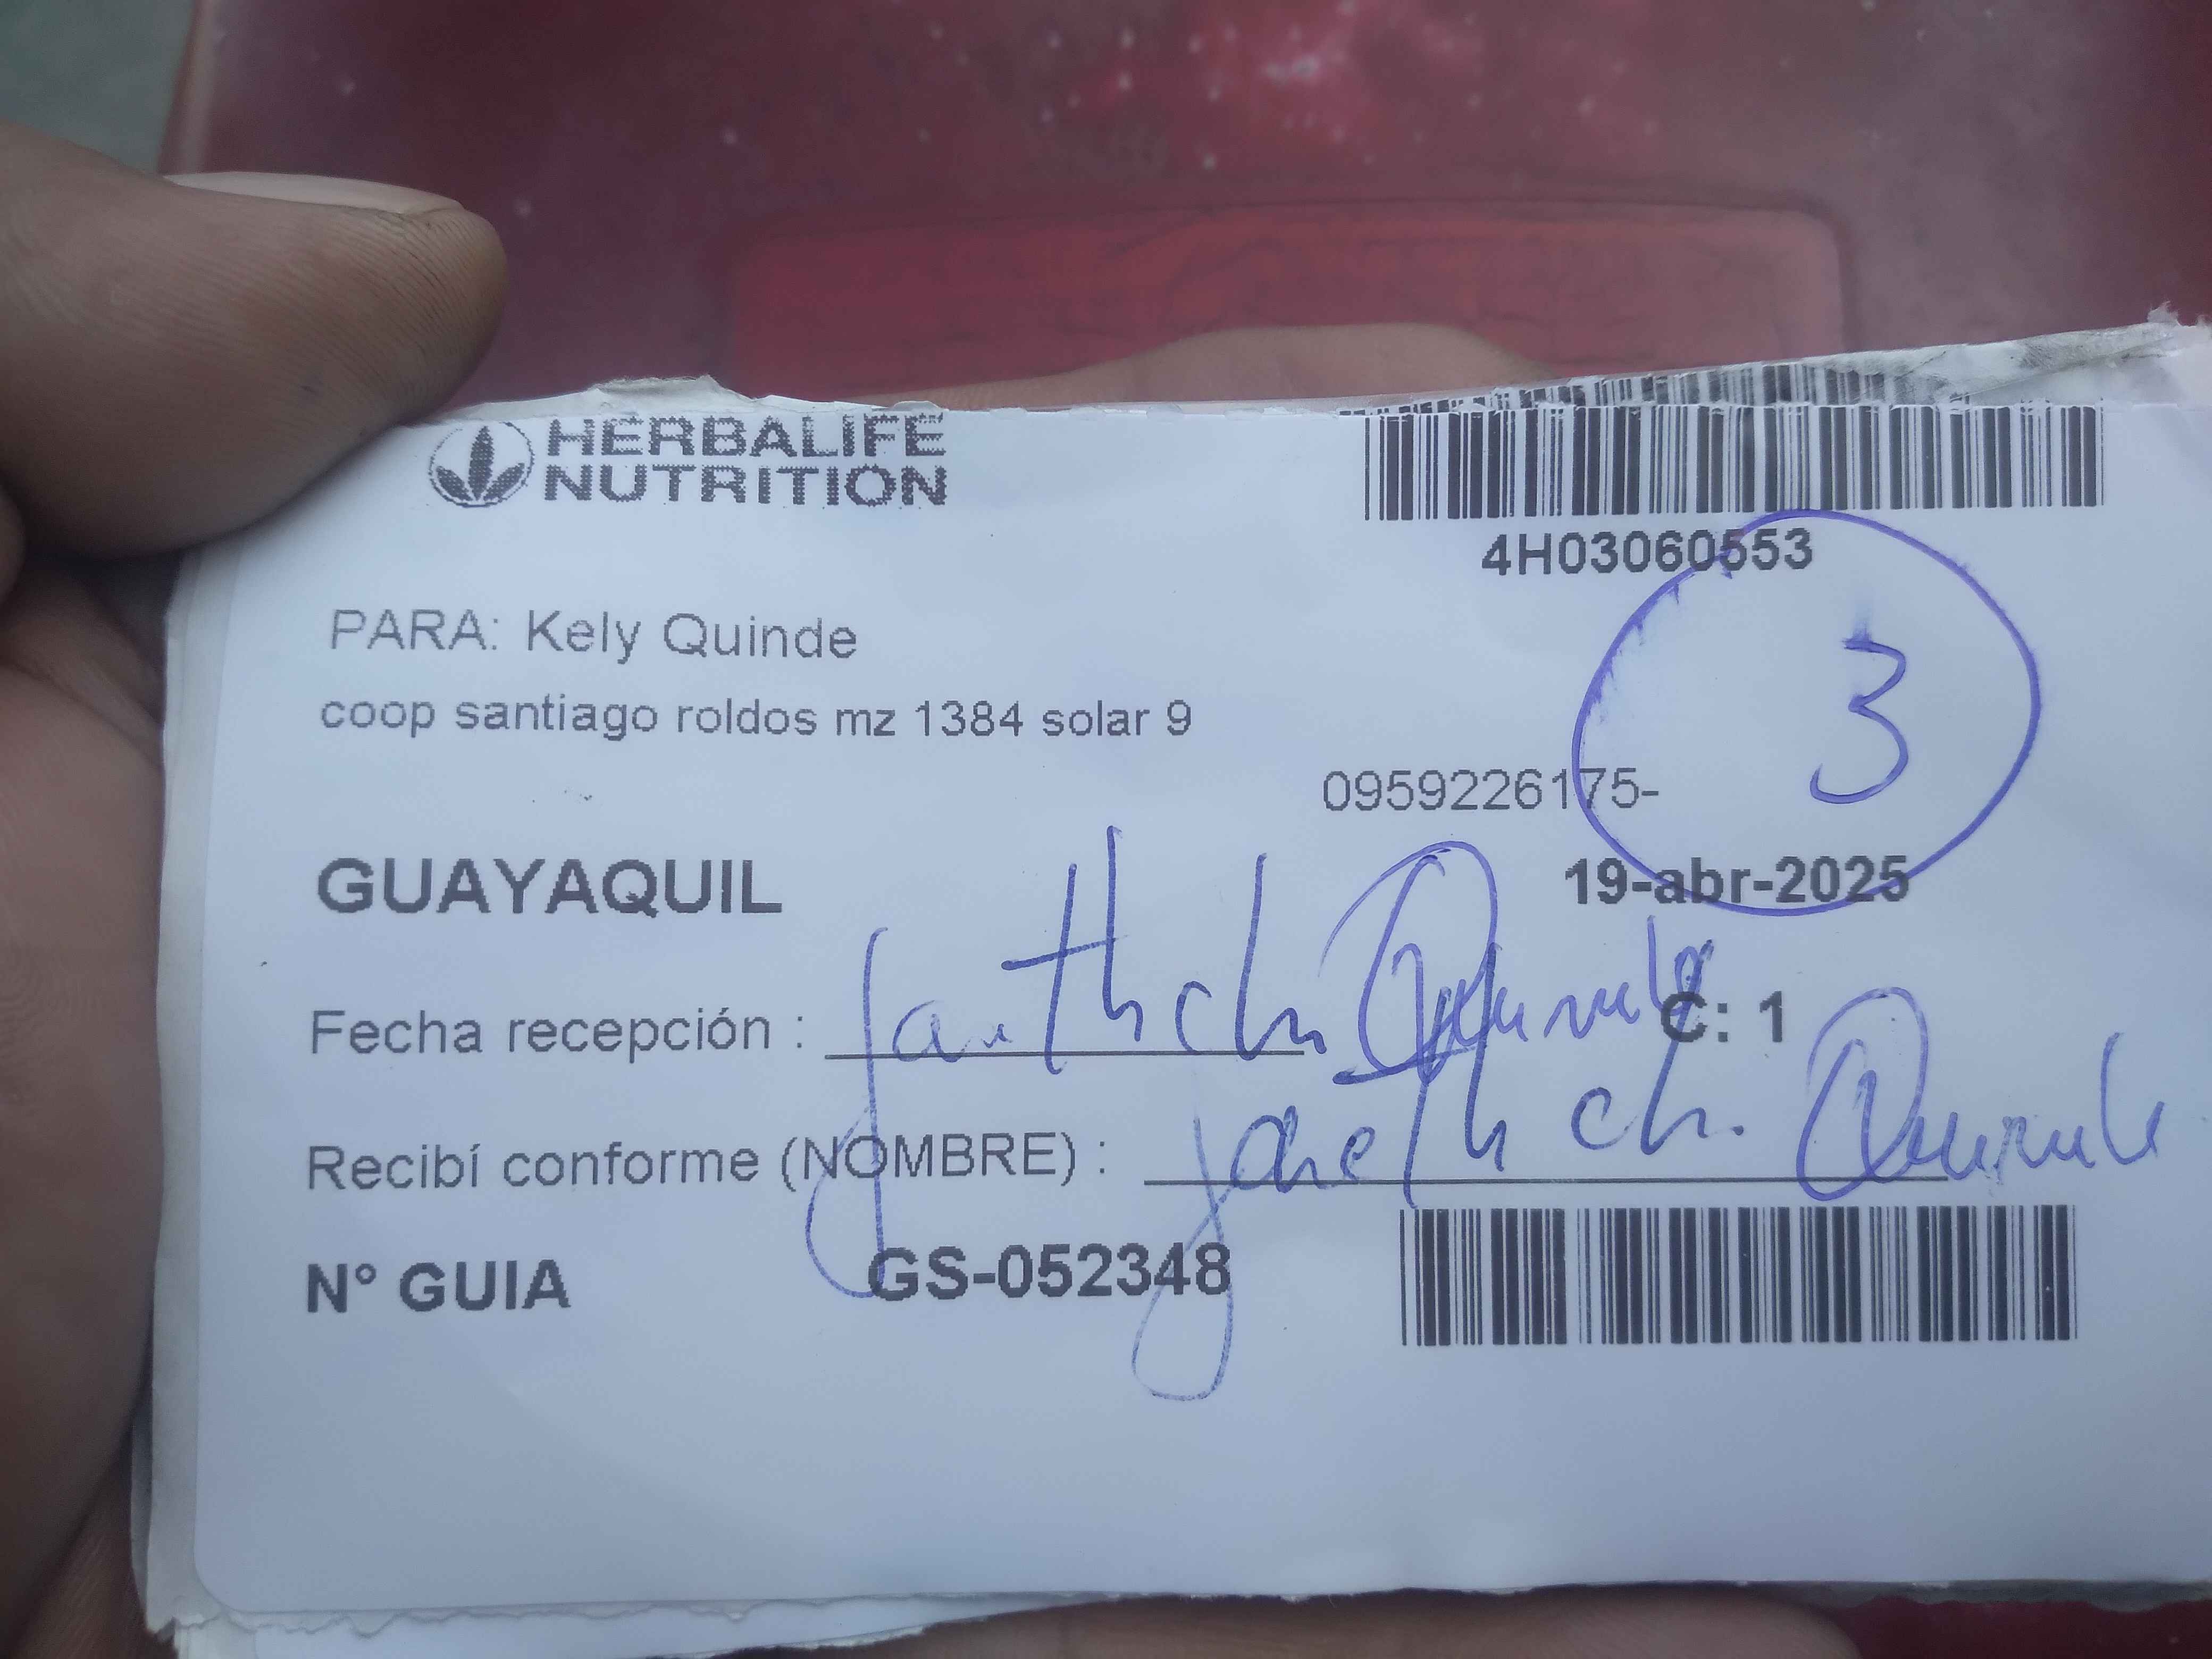 HERBALIFE
NUTRITION
4H03060553
PARA: Kely Quinde
3
coop santiago roldos mz 1384 solar 9
0959226175-
GUAYAQUIL
19-abr-2025
Fecha recepción :
C: 1
Recibí conforme (NOMBRE) :
N° GUIA GS-052348